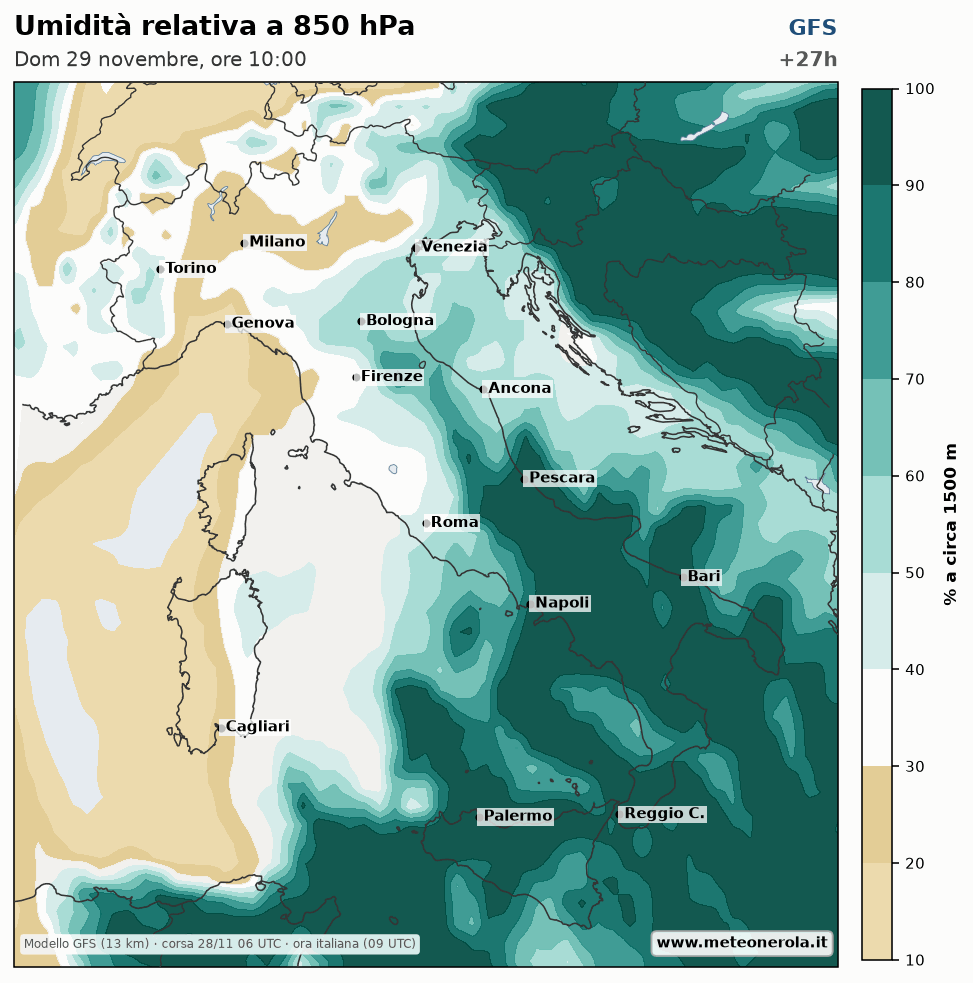 Umidità relativa a 850 hPa
GFS
Dom 29 novembre, ore 10:00
+27h
100
90
80
70
60
50
40
30
20
10
% a circa 1500 m
Milano
Venezia
Torino
Genova
Bologna
Firenze
Ancona
Pescara
Roma
Bari
Napoli
Cagliari
Palermo
Reggio C.
Modello GFS (13 km) · corsa 28/11 06 UTC · ora italiana (09 UTC)
www.meteonerola.it